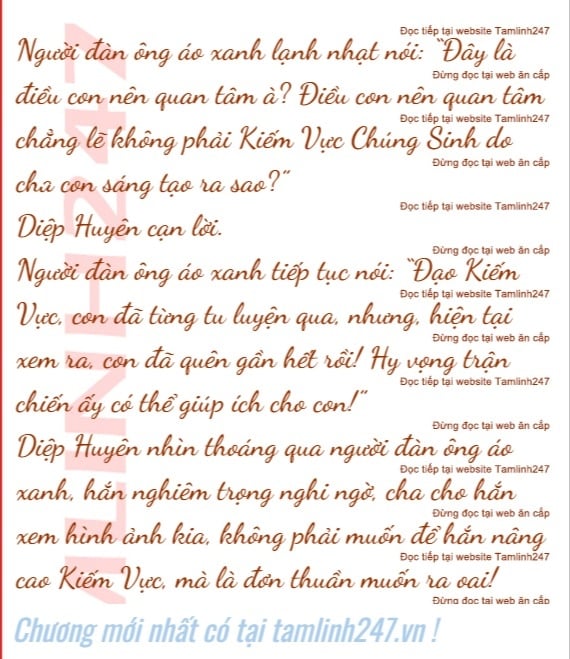 Đọc tiếp tại website Tamlinh247
Người đàn ông áo xanh lạnh nhạt nói: "Đây là
Đừng đọc tại web ăn cắp
điều con nên quan tâm à? Điều con nên quan tâm
Đọc tiếp tại website Tamlinh247
chẳng lẽ không phải Kiếm Vực Chúng Sinh do
Đừng đọc tại web ăn cắp
cha con sáng tạo ra sao?"
Đọc tiếp tại website Tamlinh247
Diệp Huyên cạn lời.
Đừng đọc tại web ăn cắp
Người đàn ông áo xanh tiếp tục nói: "Đạo Kiếm
Đọc tiếp tại website Tamlinh247
Vực, con đã từng tu luyện qua, nhưng, hiện tại
Đừng đọc tại web ăn cắp
xem ra, con đã quên gần hết rồi! Hy vọng trận
Đọc tiếp tại website Tamlinh247
chiến ấy có thể giúp ích cho con!"
Đừng đọc tại web ăn cắp
Diệp Huyên nhìn thoáng qua người đàn ông áo
Đọc tiếp tại website Tamlinh247
xanh, hắn nghiêm trọng nghi ngờ, cha cho hắn
Đừng đọc tại web ăn cắp
xem hình ảnh kia, không phải muốn để hắn nâng
Đọc tiếp tại website Tamlinh247
cao Kiếm Vực, mà là đơn thuần muốn ra oai!
Đừng đọc tại web ăn cắp
ALINH247
Chương mới nhất có tại tamlinh247.vn !